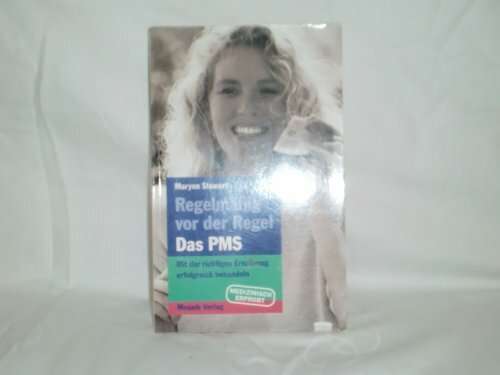 Maryon Stewart
Regelmäßig
vor der Regel
Das PMS
Mit der richtigen Ernährung
erfolgreich behandeln
MEDIZINISCH
ERPROBT
Mosaik Verlag